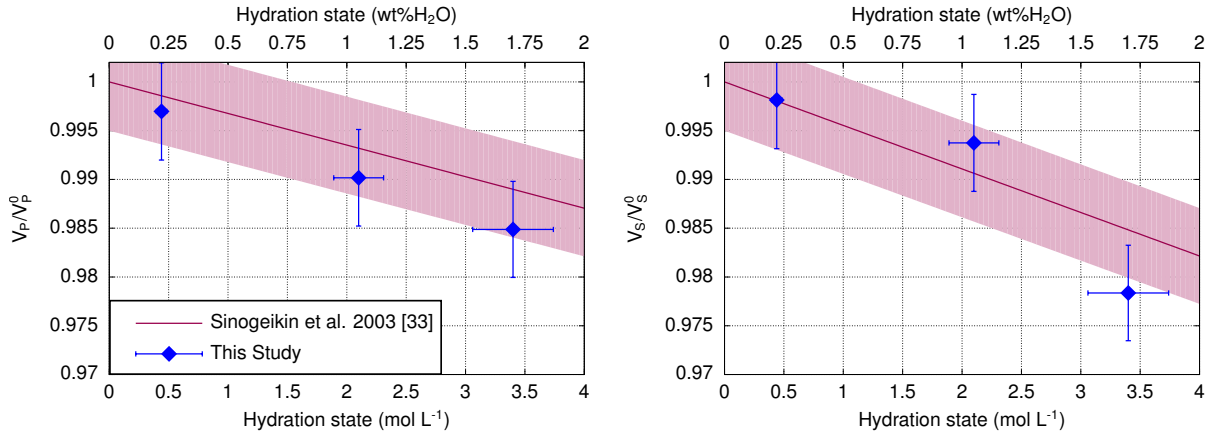 Hydration state (wt%H2O)
0 0.25 0.5 0.75 1 1.25 1.5 1.75 2
1
0.995
0.99
0.985
0.98
0.975
0.97
VP/VP0
Sinogeikin et al. 2003 [33]
This Study
0 0.5 1 1.5 2 2.5 3 3.5 4
Hydration state (mol L-1)
Hydration state (wt%H2O)
0 0.25 0.5 0.75 1 1.25 1.5 1.75 2
1
0.995
0.99
0.985
0.98
0.975
0.97
VS/VS0
0 0.5 1 1.5 2 2.5 3 3.5 4
Hydration state (mol L-1)